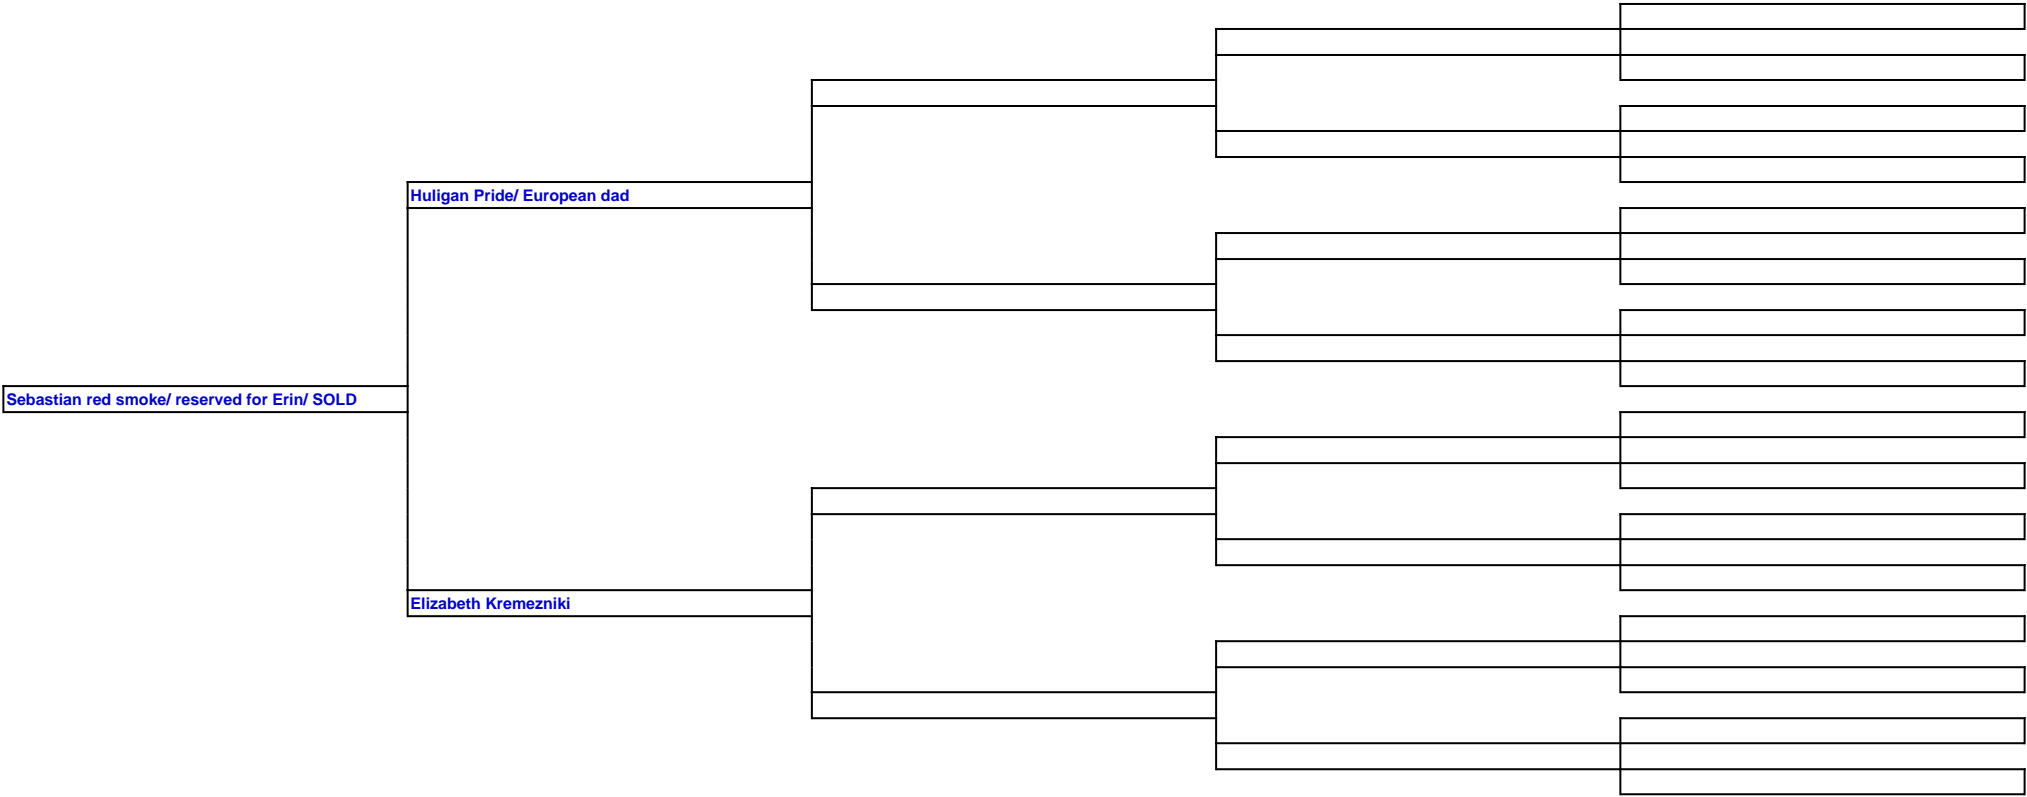 Huligan Pride/ European dad
Sebastian red smoke/ reserved for Erin/ SOLD
Elizabeth Kremezniki